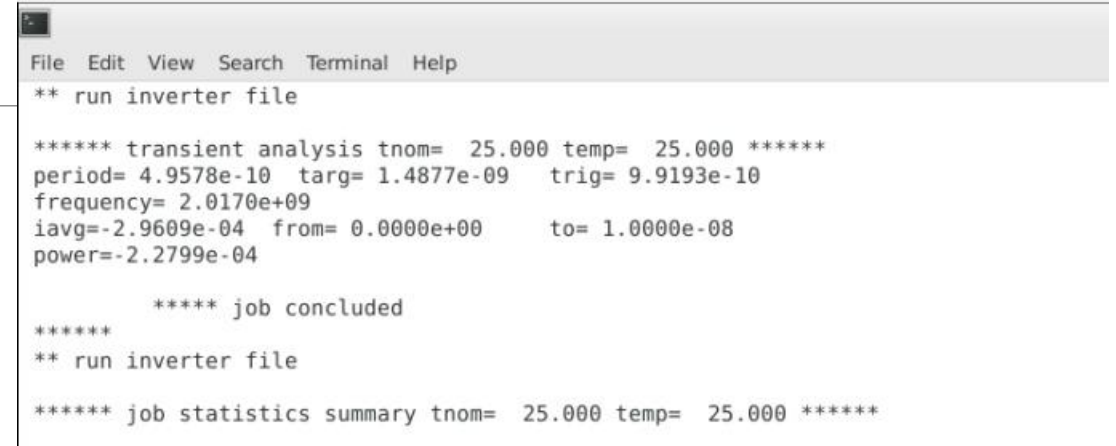 File Edit View Search Terminal Help
** run inverter file
****** transient analysis tnom=  25.000 temp=  25.000 ******
period= 4.9578e-10  targ= 1.4877e-09   trig= 9.9193e-10
frequency= 2.0170e+09
iavg=-2.9609e-04  from= 0.0000e+00     to= 1.0000e-08
power=-2.2799e-04
***** job concluded
******
** run inverter file
****** job statistics summary tnom=  25.000 temp=  25.000 ******